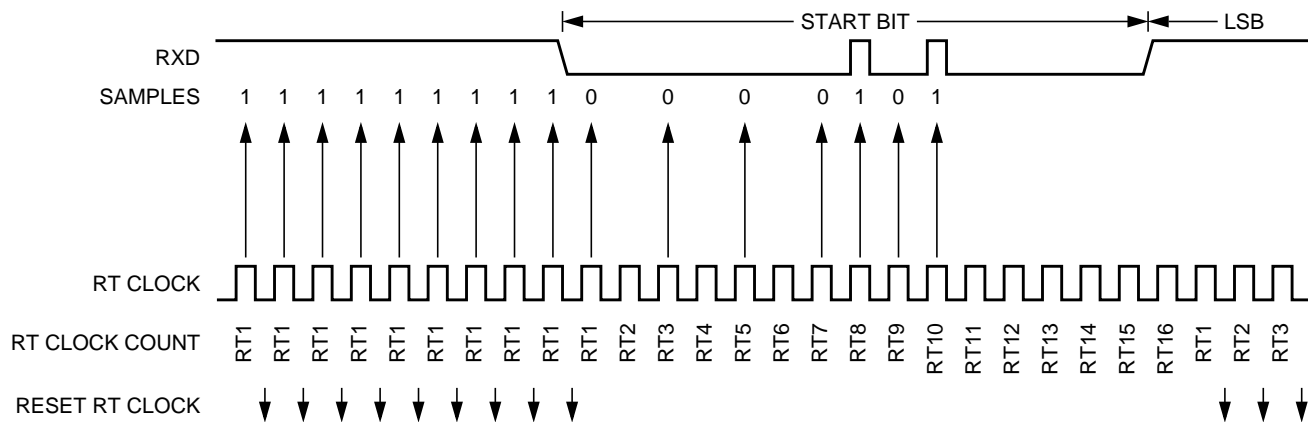 START BIT LSB
RXD
SAMPLES 1 1 1 1 1 1 1 1 1 0 0 0 0 1 0 1
RT CLOCK
RT CLOCK COUNT RT1 RT1 RT1 RT1 RT1 RT1 RT1 RT1 RT1 RT1 RT2 RT3 RT4 RT5 RT6 RT7 RT8 RT9 RT10 RT11 RT12 RT13 RT14 RT15 RT16 RT1 RT2 RT3
RESET RT CLOCK